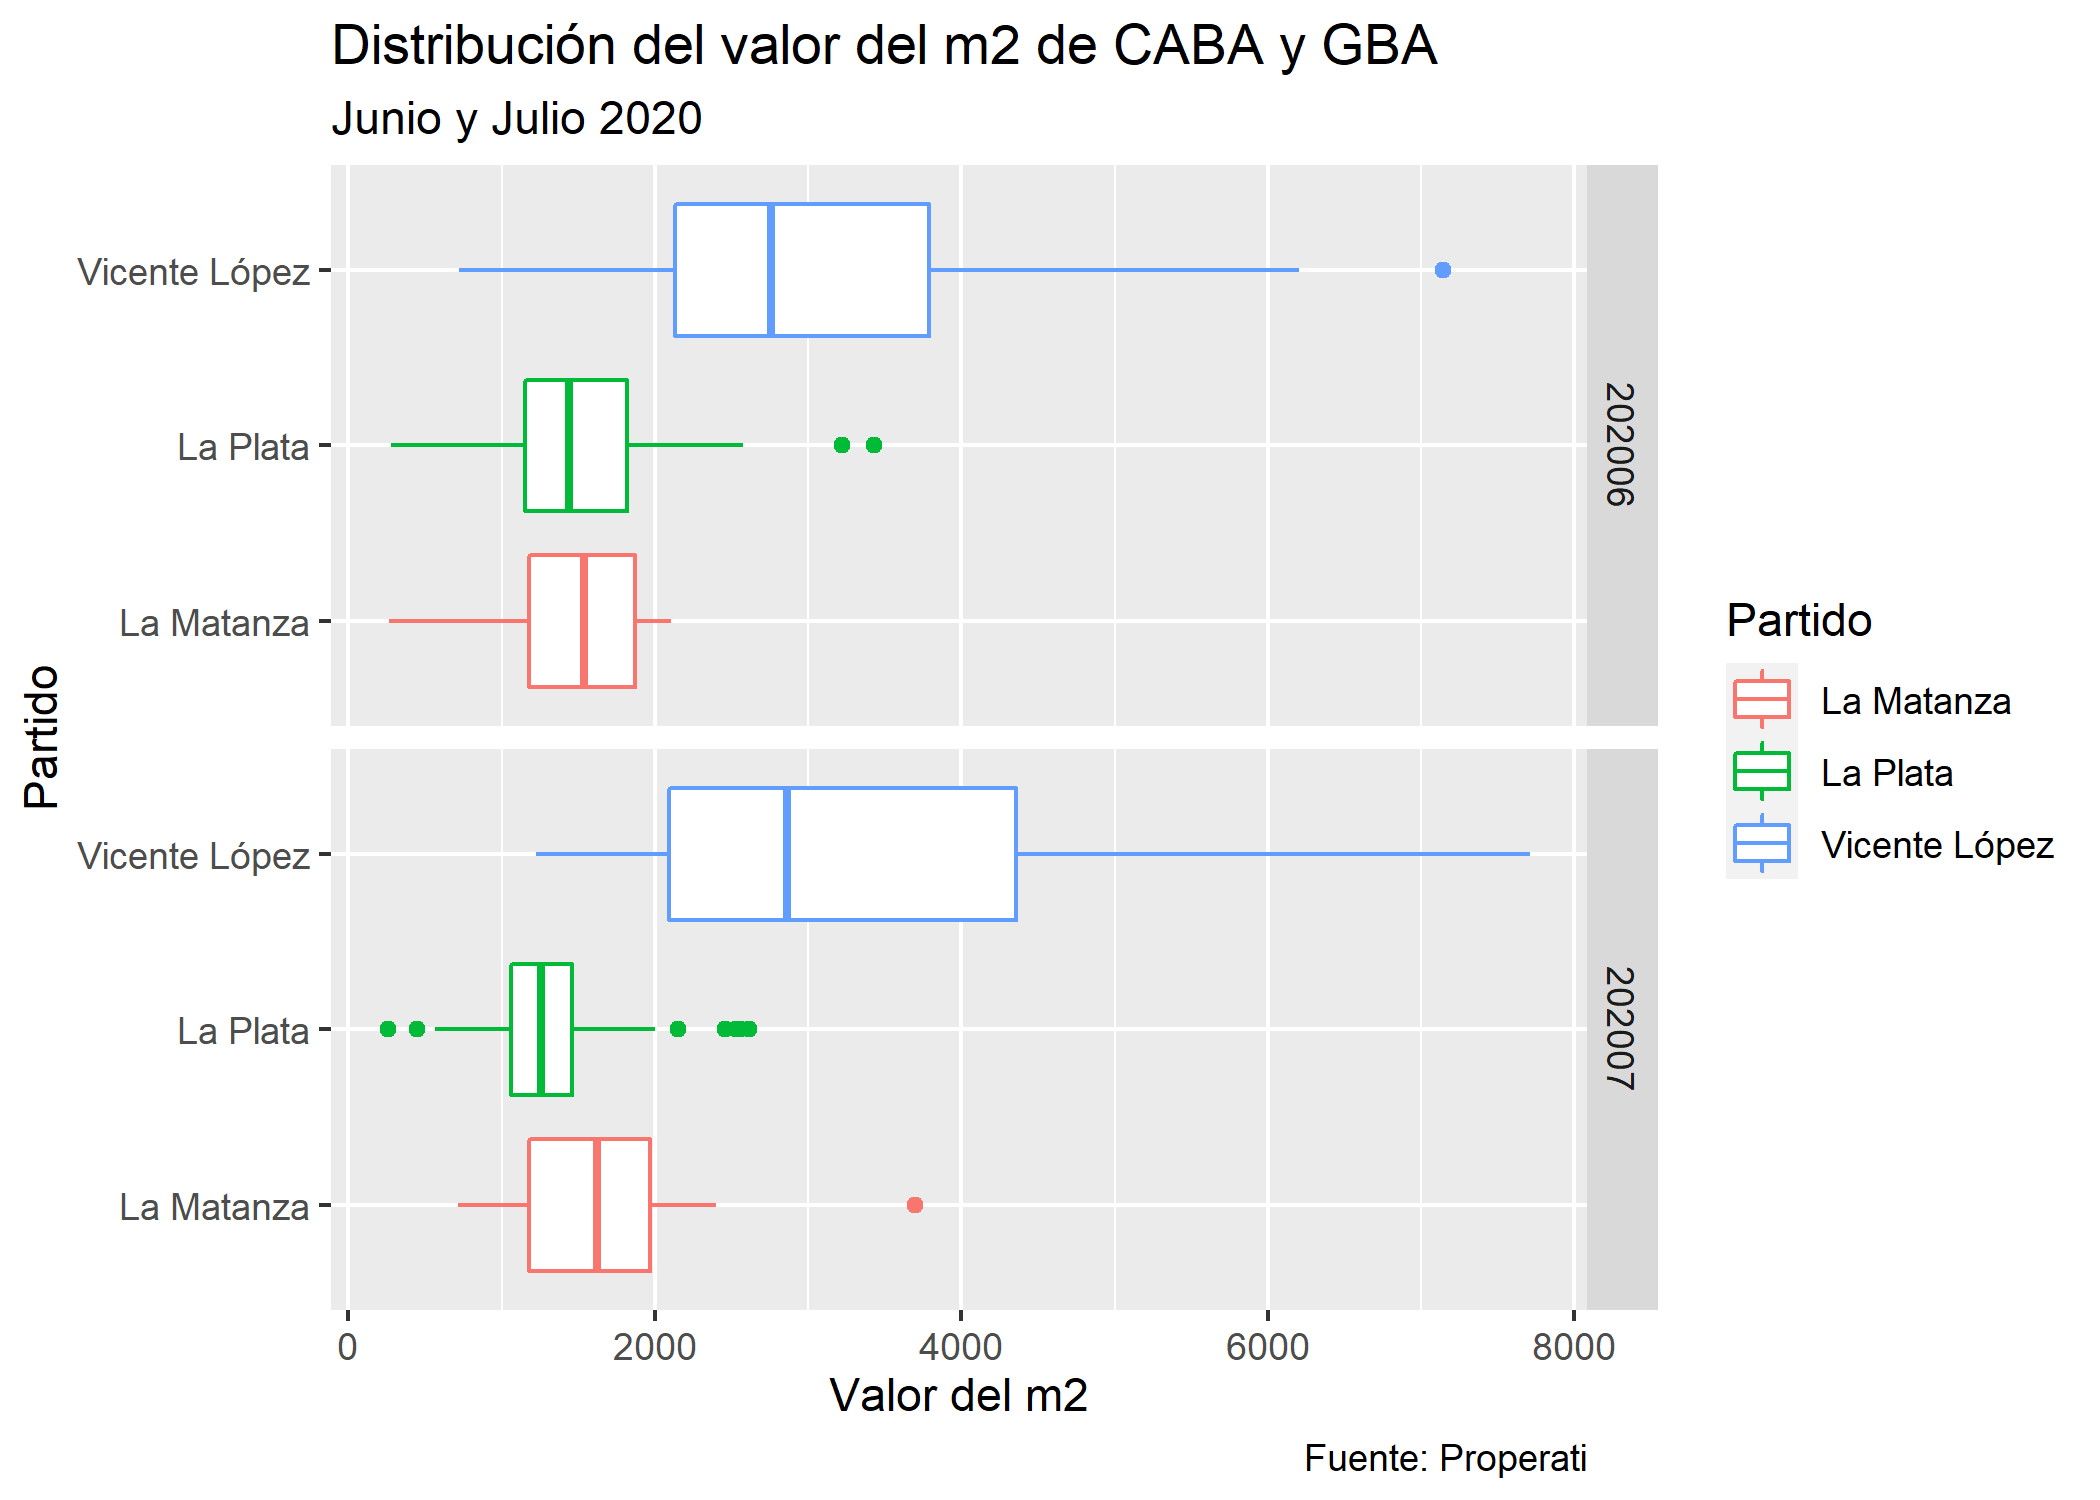 Distribución del valor del m2 de CABA y GBA
Junio y Julio 2020
Partido
Vicente López
La Plata
La Matanza
202006
Vicente López
La Plata
La Matanza
202007
0 2000 4000 6000 8000
Valor del m2
Partido
La Matanza
La Plata
Vicente López
Fuente: Properati